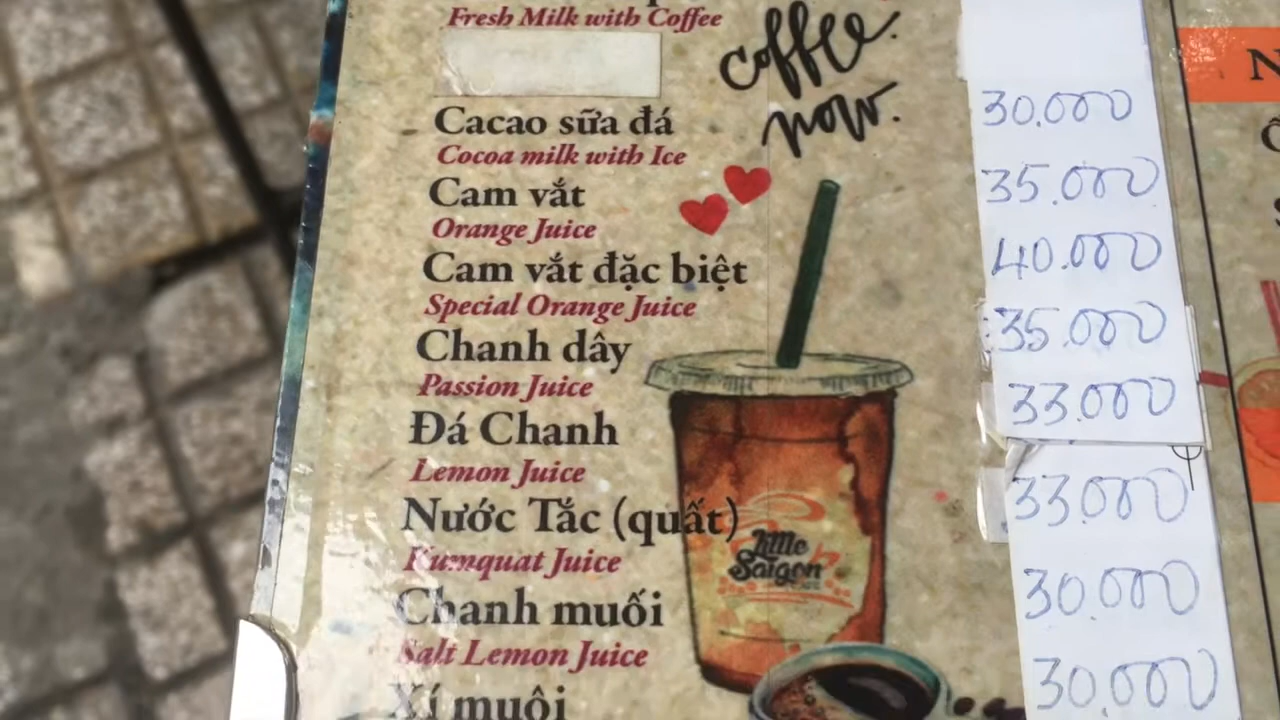 Fresh Milk with Coffee
Coffee.
now.
30.000
Cacao sữa đá
Cocoa milk with Ice
35.000
Cam vắt
Orange Juice
40.000
Cam vắt đặc biệt
Special Orange Juice
35.000
Chanh dây
Passion Juice
33.000
Đá Chanh
Lemon Juice
33.000
Nước Tắc (quất)
Kumquat Juice
30.000
Chanh muối
Salt Lemon Juice
30.000
Xí muội
Little
Saigon